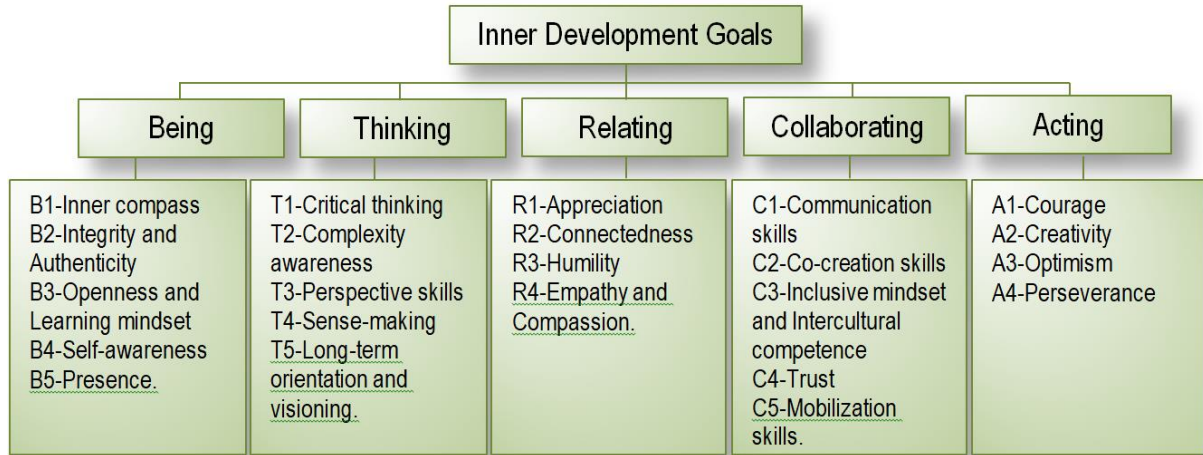 Inner Development Goals
Being
Thinking
Relating
Collaborating
Acting
B1-Inner compass
B2-Integrity and
Authenticity
B3-Openness and
Learning mindset
B4-Self-awareness
B5-Presence.
T1-Critical thinking
T2-Complexity
awareness
T3-Perspective skills
T4-Sense-making
T5-Long-term
orientation and
visioning.
R1-Appreciation
R2-Connectedness
R3-Humility
R4-Empathy and
Compassion.
C1-Communication
skills
C2-Co-creation skills
C3-Inclusive mindset
and Intercultural
competence
C4-Trust
C5-Mobilization
skills.
A1-Courage
A2-Creativity
A3-Optimism
A4-Perseverance